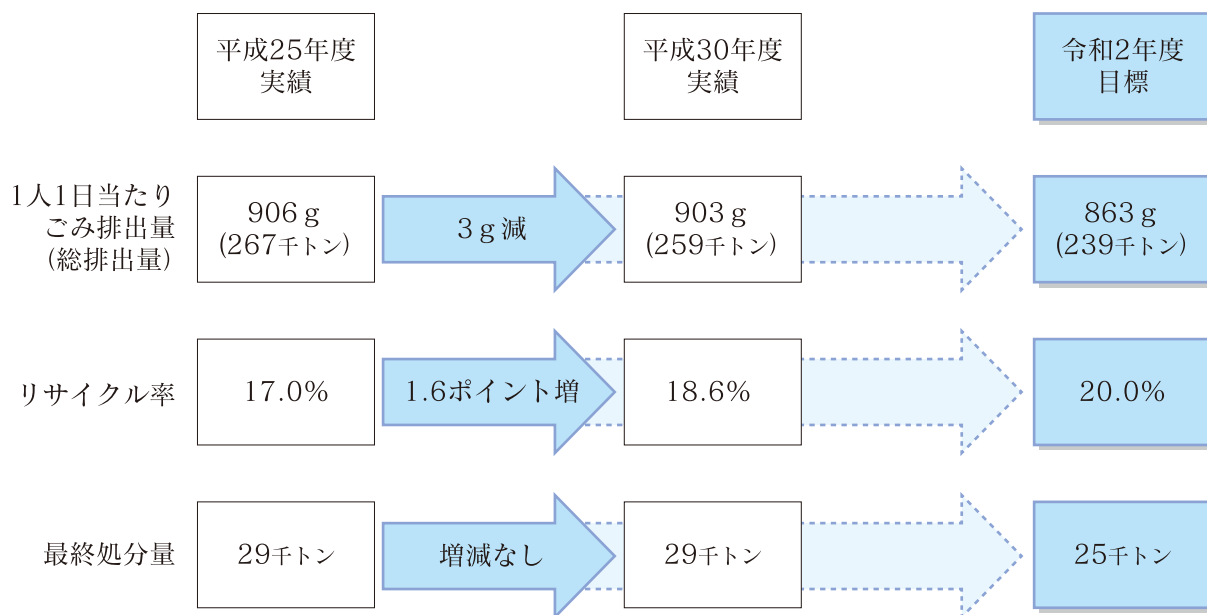 平成25年度
実績
平成30年度
実績
令和2年度
目標
1人1日当たり
ごみ排出量
(総排出量)
906g
(267千トン)
3g減
903g
(259千トン)
863g
(239千トン)
リサイクル率
17.0%
1.6ポイント増
18.6%
20.0%
最終処分量
29千トン
増減なし
29千トン
25千トン